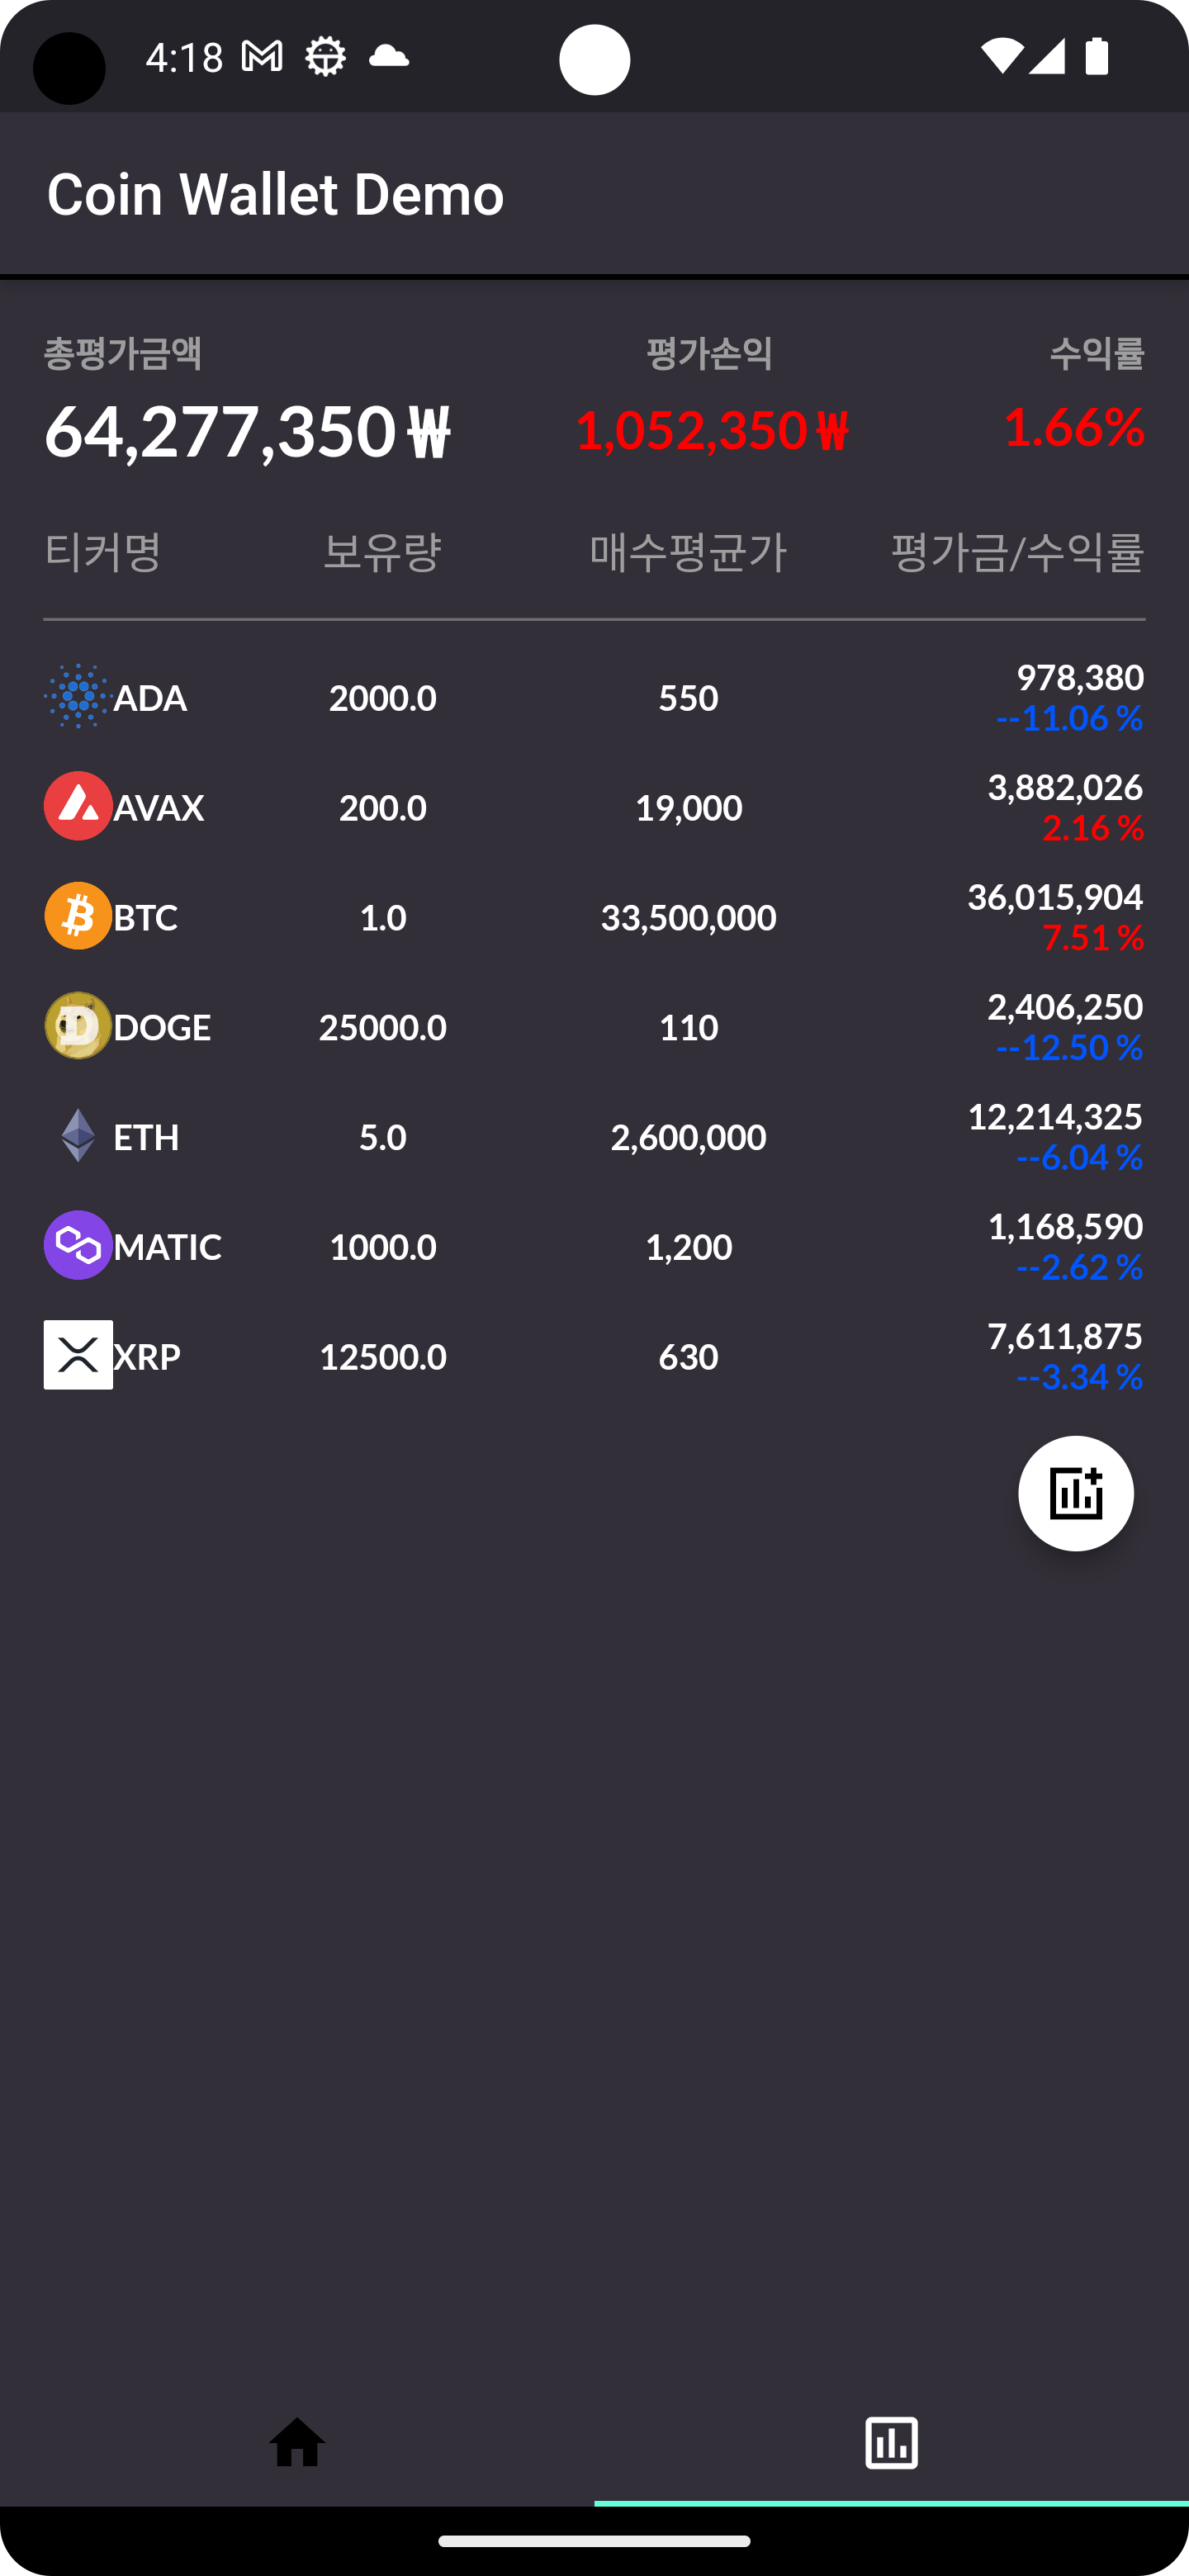 4:18
Coin Wallet Demo
총평가금액 평가손익 수익률
64,277,350 ₩ 1,052,350 ₩ 1.66%
티커명 보유량 매수평균가 평가금/수익률
ADA 2000.0 550 978,380
--11.06 %
AVAX 200.0 19,000 3,882,026
2.16 %
BTC 1.0 33,500,000 36,015,904
7.51 %
DOGE 25000.0 110 2,406,250
--12.50 %
ETH 5.0 2,600,000 12,214,325
--6.04 %
MATIC 1000.0 1,200 1,168,590
--2.62 %
XRP 12500.0 630 7,611,875
--3.34 %